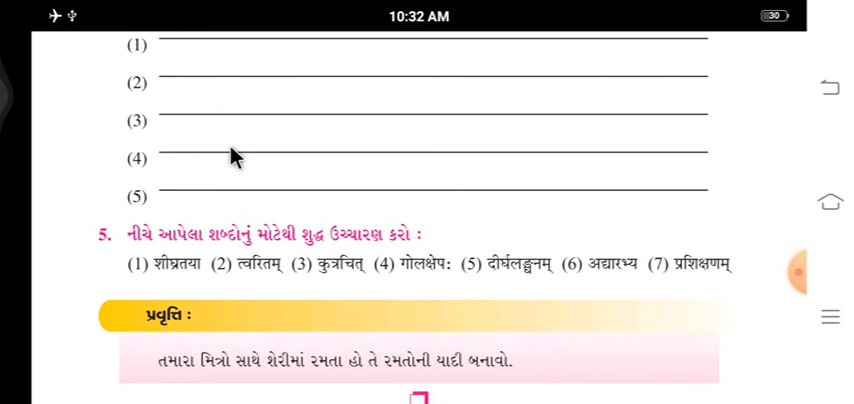 10:32 AM
30
(1)
(2)
(3)
(4)
(5)
5. નીચે આપેલા શબ્દોનું મોટેથી શુદ્ધ ઉચ્ચારણ કરો :
(1) शीघ्रतया (2) त्वरितम् (3) कुत्रचित् (4) गोलक्षेपः (5) दीर्घलङ्घनम् (6) अद्यारभ्य (7) प्रशिक्षणम्
પ્રવૃત્તિ :
તમારા મિત્રો સાથે શેરીમાં રમતા હો તે રમતોની યાદી બનાવો.